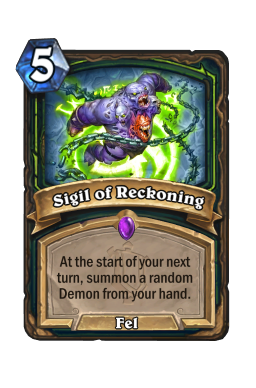 5
Sigil of Reckoning
At the start of your next
turn, summon a random
Demon from your hand.
Fel